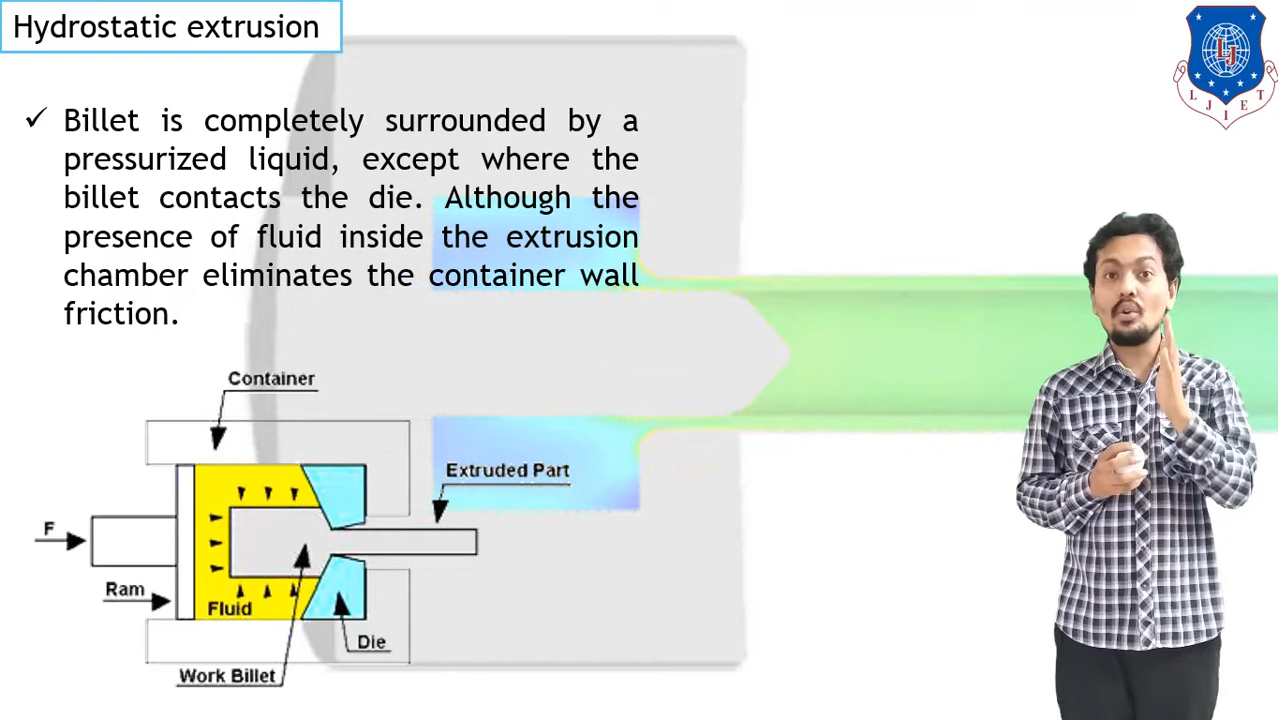 Hydrostatic extrusion
✓ Billet is completely surrounded by a
pressurized liquid, except where the
billet contacts the die. Although the
presence of fluid inside the extrusion
chamber eliminates the container wall
friction.
Container
Extruded Part
F
Ram
Fluid
Die
Work Billet
LJ
L J I E T